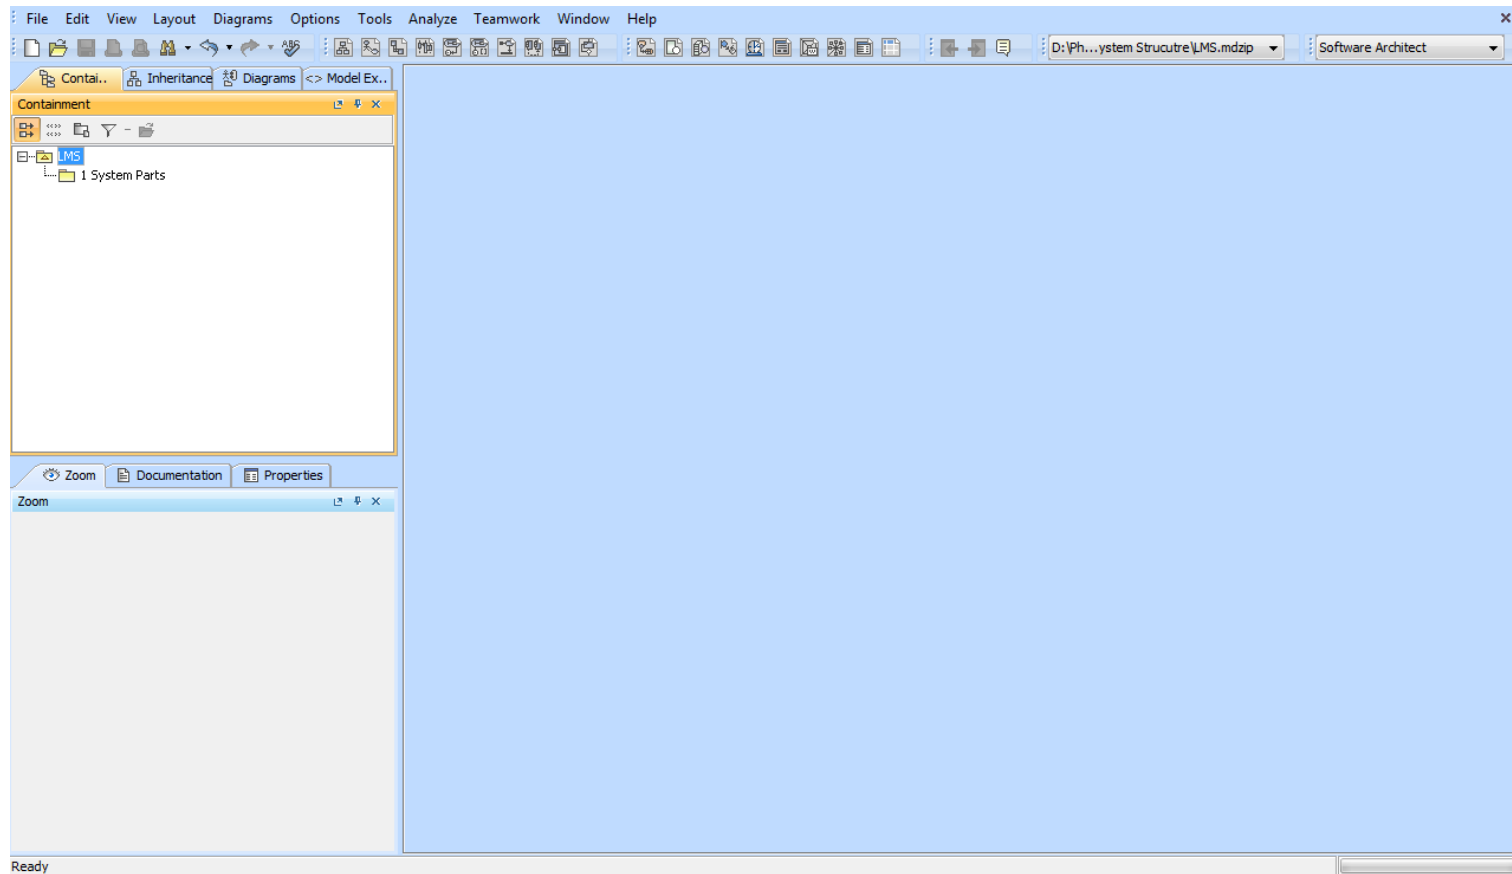 File Edit View Layout Diagrams Options Tools Analyze Teamwork Window Help
D:\Ph...ystem Strucutre\LMS.mdzip Software Architect
Contai.. Inheritance Diagrams <> Model Ex..
Containment
LMS
1 System Parts
Zoom Documentation Properties
Zoom
Ready